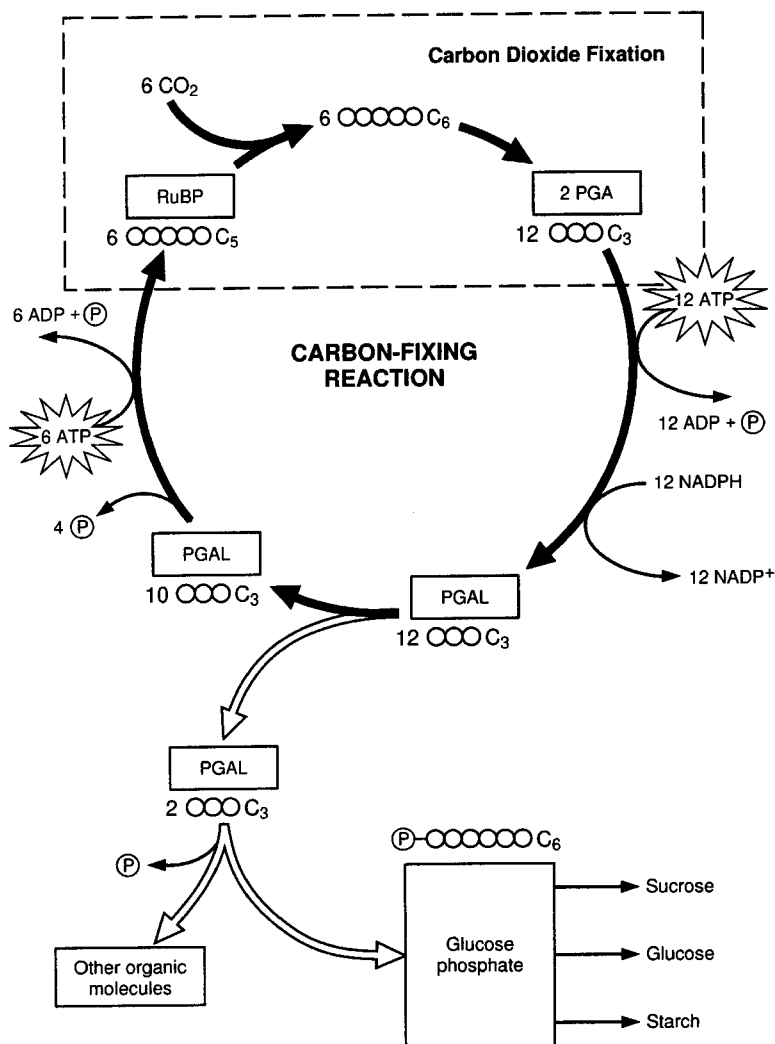 Carbon Dioxide Fixation
6 CO₂
6 C₆
RuBP
2 PGA
6 C₅
12 C₃
12 ATP
6 ADP + Ⓟ
CARBON-FIXING
REACTION
12 ADP + Ⓟ
6 ATP
12 NADPH
4 Ⓟ
PGAL
12 NADP⁺
10 C₃
PGAL
12 C₃
PGAL
2 C₃
Ⓟ
Ⓟ C₆
Sucrose
Glucose
phosphate
Glucose
Other organic
molecules
Starch